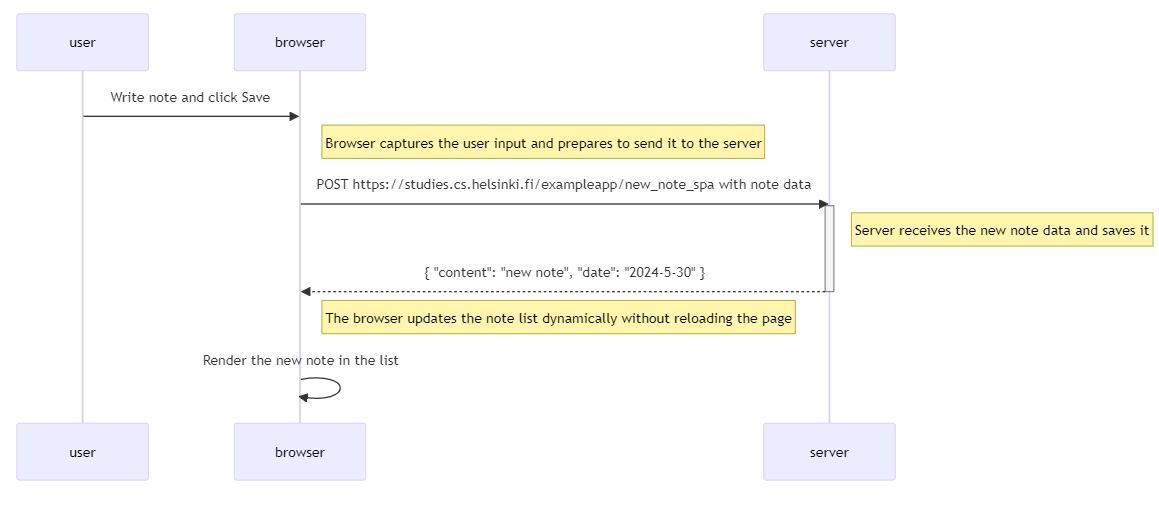 user
browser
server
Write note and click Save
Browser captures the user input and prepares to send it to the server
POST https://studies.cs.helsinki.fi/exampleapp/new_note_spa with note data
Server receives the new note data and saves it
{ "content": "new note", "date": "2024-5-30" }
The browser updates the note list dynamically without reloading the page
Render the new note in the list
user
browser
server